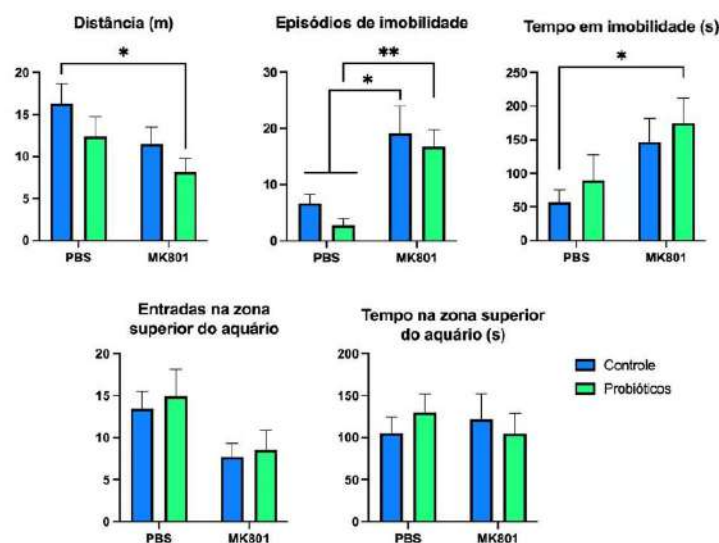 Distância (m)
*
20
15
10
5
0
PBS
MK801
Episódios de imobilidade
**
*
30
20
10
0
PBS
MK801
Tempo em imobilidade (s)
*
250
200
150
100
50
0
PBS
MK801
Entradas na zona
superior do aquário
20
15
10
5
0
PBS
MK801
Tempo na zona superior
do aquário (s)
200
150
100
50
0
PBS
MK801
Controle
Probióticos